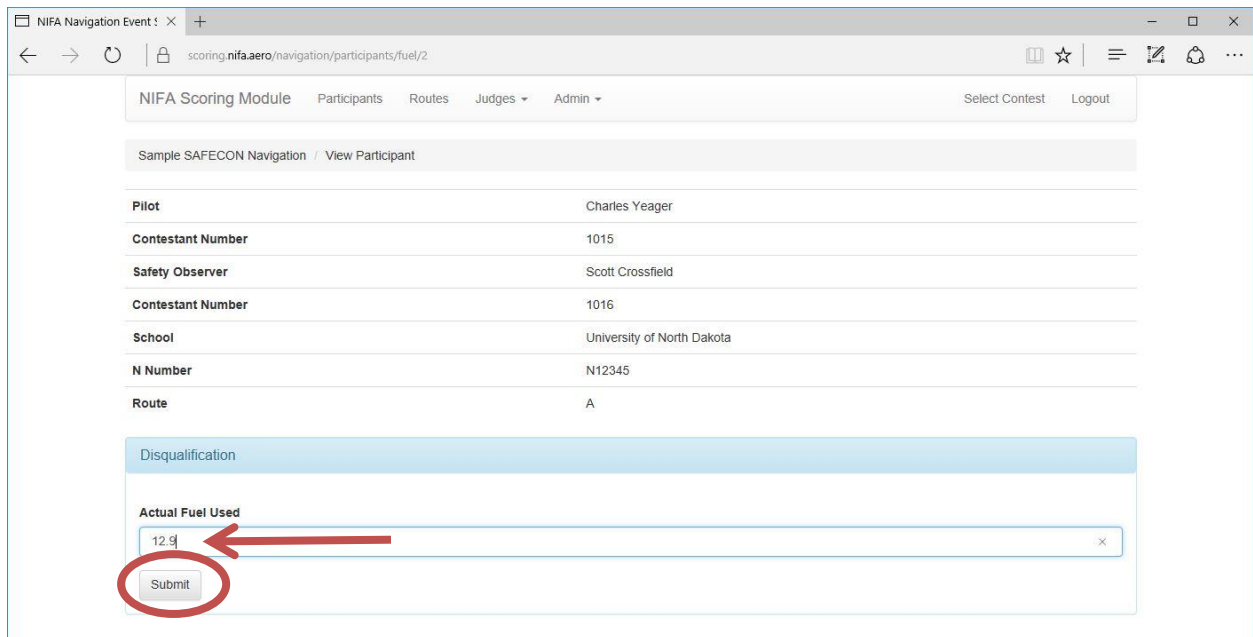 NIFA Navigation Event S
scoring.nifa.aero/navigation/participants/fuel/2
NIFA Scoring Module Participants Routes Judges Admin Select Contest Logout
Sample SAFECON Navigation / View Participant
Pilot Charles Yeager
Contestant Number 1015
Safety Observer Scott Crossfield
Contestant Number 1016
School University of North Dakota
N Number N12345
Route A
Disqualification
Actual Fuel Used
12.9
Submit